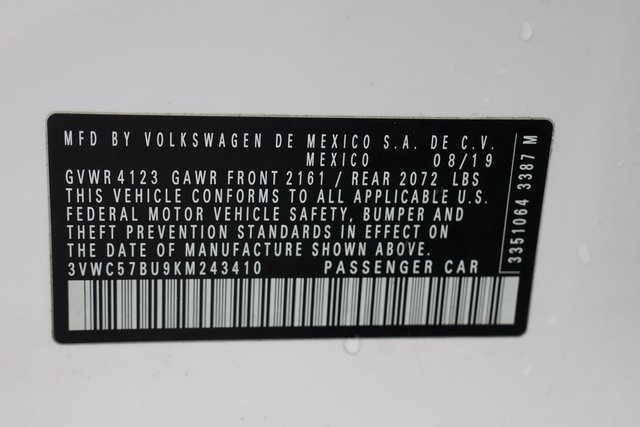 MFD BY VOLKSWAGEN DE MEXICO S.A. DE C.V.
MEXICO 08/19
GVWR 4123 GAWR FRONT 2161 / REAR 2072 LBS
THIS VEHICLE CONFORMS TO ALL APPLICABLE U.S.
FEDERAL MOTOR VEHICLE SAFETY, BUMPER AND
THEFT PREVENTION STANDARDS IN EFFECT ON
THE DATE OF MANUFACTURE SHOWN ABOVE.
3VWC57BU9KM243410 PASSENGER CAR
3351064 3387 M